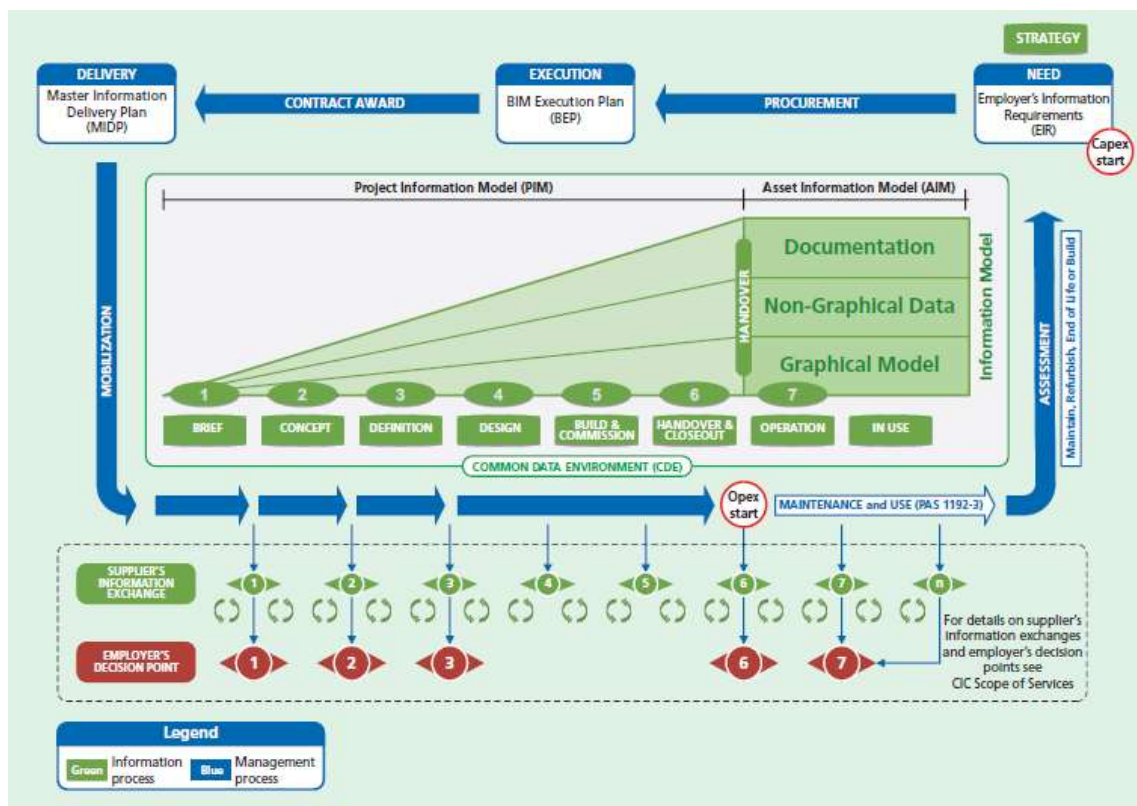 STRATEGY
DELIVERY
Master Information
Delivery Plan
(MIDP)
CONTRACT AWARD
EXECUTION
BIM Execution Plan
(BEP)
PROCUREMENT
NEED
Employer's Information
Requirements
(EIR)
Capex
start
Project Information Model (PIM)
Asset Information Model (AIM)
MOBILIZATION
HANDOVER
Documentation
Non-Graphical Data
Graphical Model
Information Model
ASSESSMENT
Maintain, Refurbish, End of Life or Build
1
2
3
4
5
6
7
BRIEF
CONCEPT
DEFINITION
DESIGN
BUILD &
COMMISSION
HANDOVER &
CLOSEOUT
OPERATION
IN USE
COMMON DATA ENVIRONMENT (CDE)
Opex
start
MAINTENANCE and USE (PAS 1192-3)
SUPPLIER'S
INFORMATION
EXCHANGE
1
2
3
4
5
6
7
n
EMPLOYER'S
DECISION POINT
1
2
3
6
7
For details on supplier's
information exchanges
and employer's decision
points see
CIC Scope of Services
Legend
Green
Information
process
Blue
Management
process